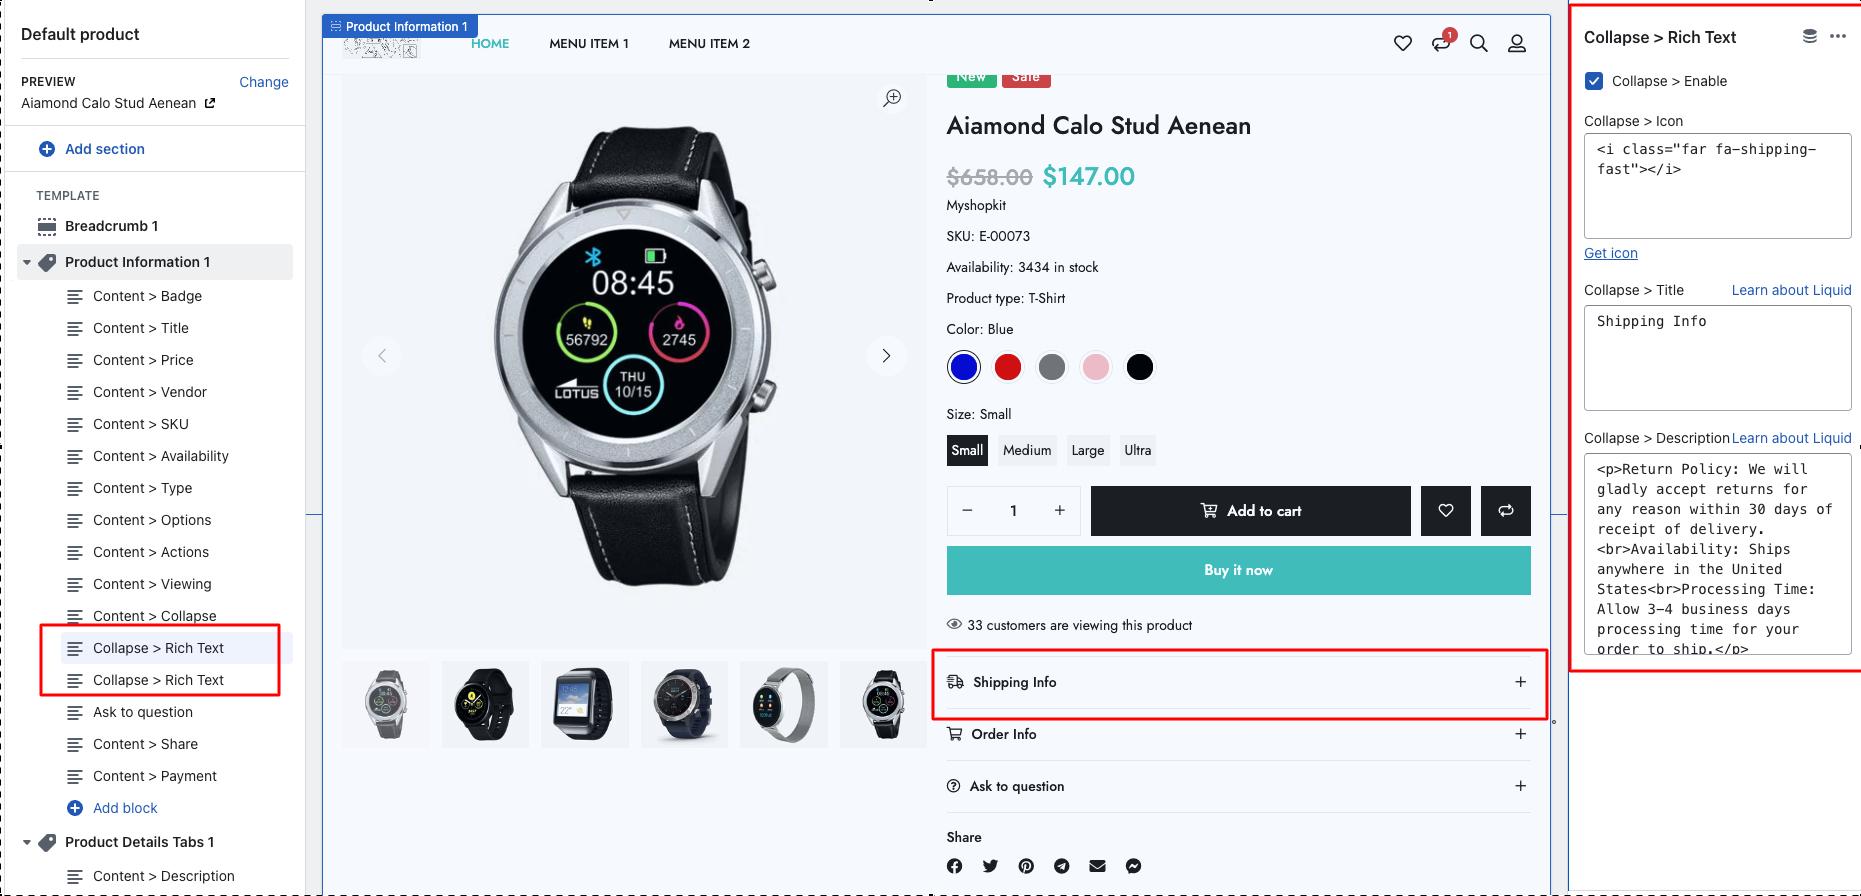 Default product
PREVIEW
Change
Aiamond Calo Stud Aenean
Add section
TEMPLATE
Breadcrumb 1
Product Information 1
Content > Badge
Content > Title
Content > Price
Content > Vendor
Content > SKU
Content > Availability
Content > Type
Content > Options
Content > Actions
Content > Viewing
Content > Collapse
Collapse > Rich Text
Collapse > Rich Text
Ask to question
Content > Share
Content > Payment
Add block
Product Details Tabs 1
Content > Description
Product Information 1
HOME
MENU ITEM 1
MENU ITEM 2
1
08:45
56792
2745
THU
10/15
LOTUS
New
Sale
Aiamond Calo Stud Aenean
$658.00 $147.00
Myshopkit
SKU: E-00073
Availability: 3434 in stock
Product type: T-Shirt
Color: Blue
Size: Small
Small
Medium
Large
Ultra
− 1 +
Add to cart
Buy it now
33 customers are viewing this product
Shipping Info
Order Info
Ask to question
Share
Collapse > Rich Text
Collapse > Enable
Collapse > Icon
<i class="far fa-shipping-
fast"></i>
Get icon
Collapse > Title
Learn about Liquid
Shipping Info
Collapse > Description
Learn about Liquid
<p>Return Policy: We will
gladly accept returns for
any reason within 30 days of
receipt of delivery.
<br>Availability: Ships
anywhere in the United
States<br>Processing Time:
Allow 3–4 business days
processing time for your
order to ship.</p>